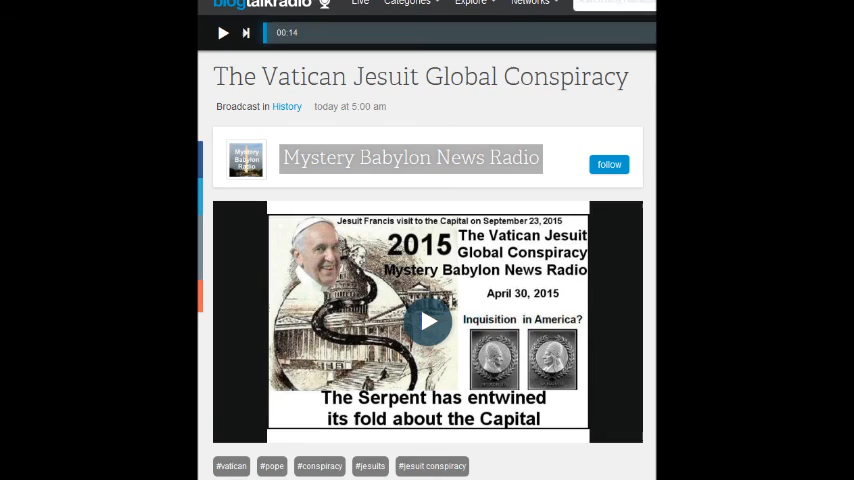 blogtalkradio Live Categories Explore Networks
00:14
The Vatican Jesuit Global Conspiracy
Broadcast in History today at 5:00 am
Mystery
Babylon
Radio
Mystery Babylon News Radio
follow
Jesuit Francis visit to the Capital on September 23, 2015
2015
The Vatican Jesuit
Global Conspiracy
Mystery Babylon News Radio
April 30, 2015
Inquisition in America?
The Serpent has entwined
its fold about the Capital
#vatican #pope #conspiracy #jesuits #jesuit conspiracy